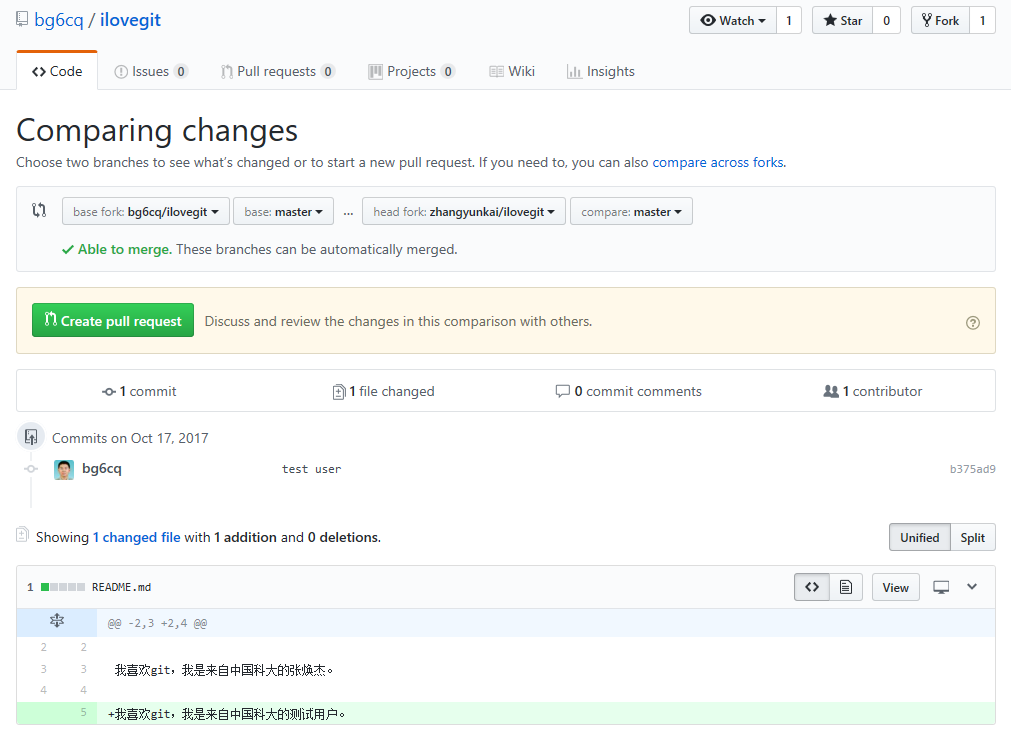 bg6cq / ilovegit
Watch 1 Star 0 Fork 1
Code Issues 0 Pull requests 0 Projects 0 Wiki Insights
Comparing changes
Choose two branches to see what's changed or to start a new pull request. If you need to, you can also compare across forks.
base fork: bg6cq/ilovegit base: master ... head fork: zhangyunkai/ilovegit compare: master
Able to merge. These branches can be automatically merged.
Create pull request Discuss and review the changes in this comparison with others.
1 commit 1 file changed 0 commit comments 1 contributor
Commits on Oct 17, 2017
bg6cq test user b375ad9
Showing 1 changed file with 1 addition and 0 deletions. Unified Split
1 README.md View
@@ -2,3 +2,4 @@
2 2
3 3 我喜欢git，我是来自中国科大的张焕杰。
4 4
5 +我喜欢git，我是来自中国科大的测试用户。